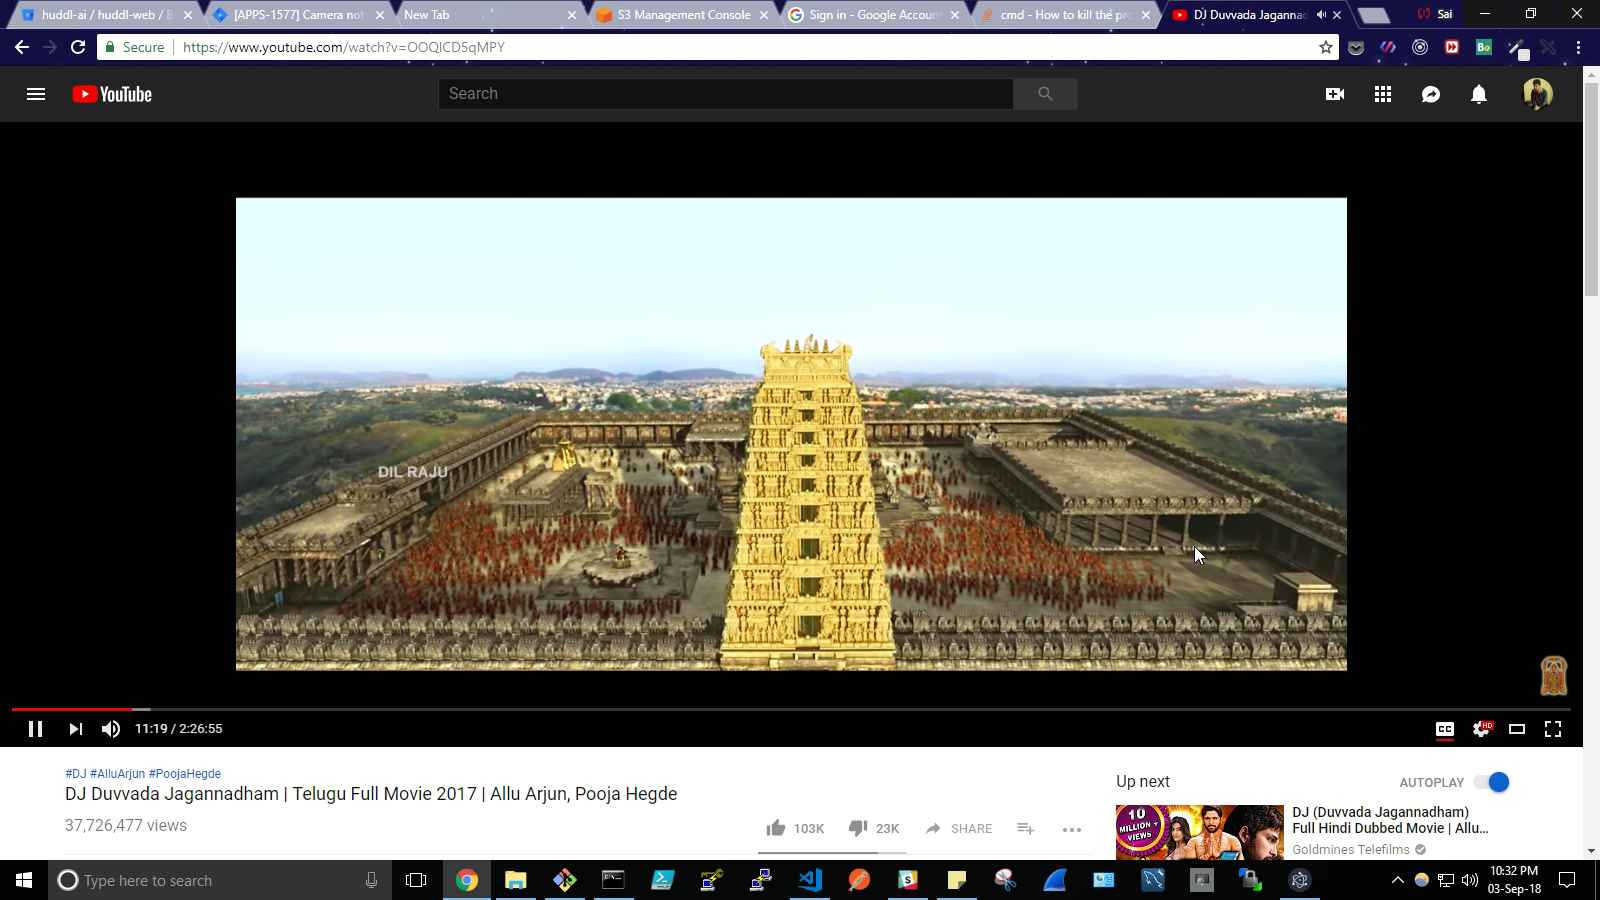 huddl-ai / huddl-web / B
[APPS-1577] Camera not
New Tab
S3 Management Console
Sign in - Google Accoun
cmd - How to kill the pro
DJ Duvvada Jagannad
Sai
Secure
https://www.youtube.com/watch?v=OOQICD5qMPY
YouTube
Search
DIL RAJU
11:19 / 2:26:55
CC
HD
#DJ #AlluArjun #PoojaHegde
DJ Duvvada Jagannadham | Telugu Full Movie 2017 | Allu Arjun, Pooja Hegde
37,726,477 views
103K
23K
SHARE
Up next
AUTOPLAY
10
MILLION +
VIEWS
DJ (Duvvada Jagannadham)
Full Hindi Dubbed Movie | Allu...
Goldmines Telefilms
Type here to search
10:32 PM
03-Sep-18